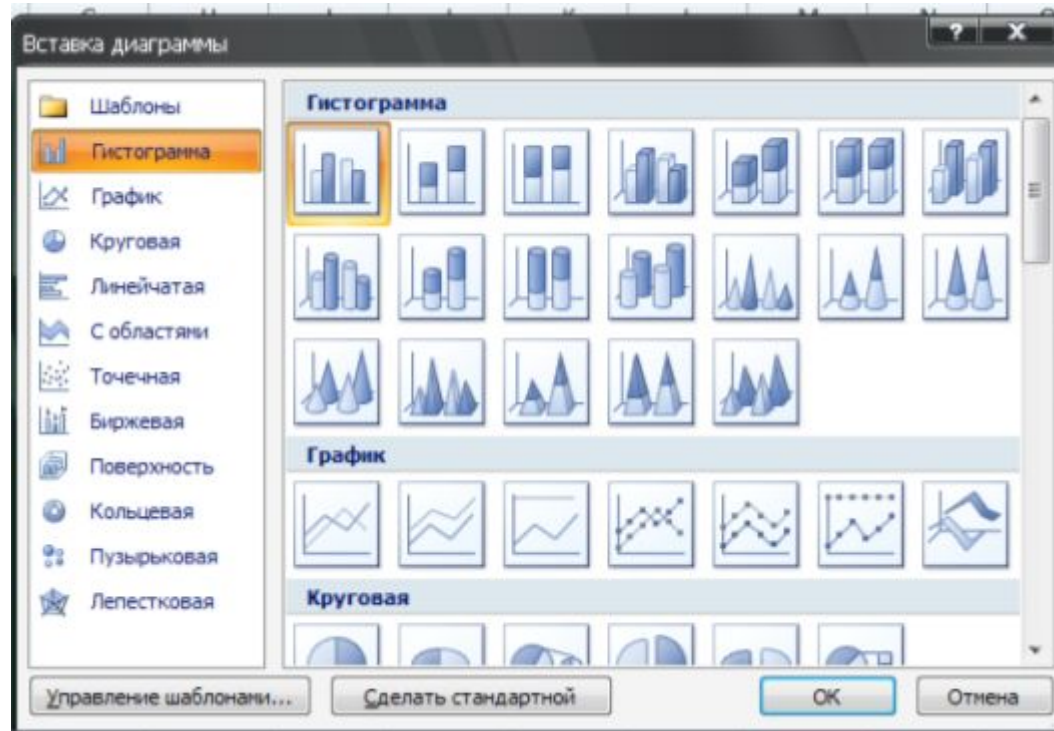 Вставка диаграммы
Шаблоны
Гистограмма
График
Круговая
Линейчатая
С областями
Точечная
Биржевая
Поверхность
Кольцевая
Пузырьковая
Лепестковая
Гистограмма
График
Круговая
Управление шаблонами...
Сделать стандартной
ОК
Отмена